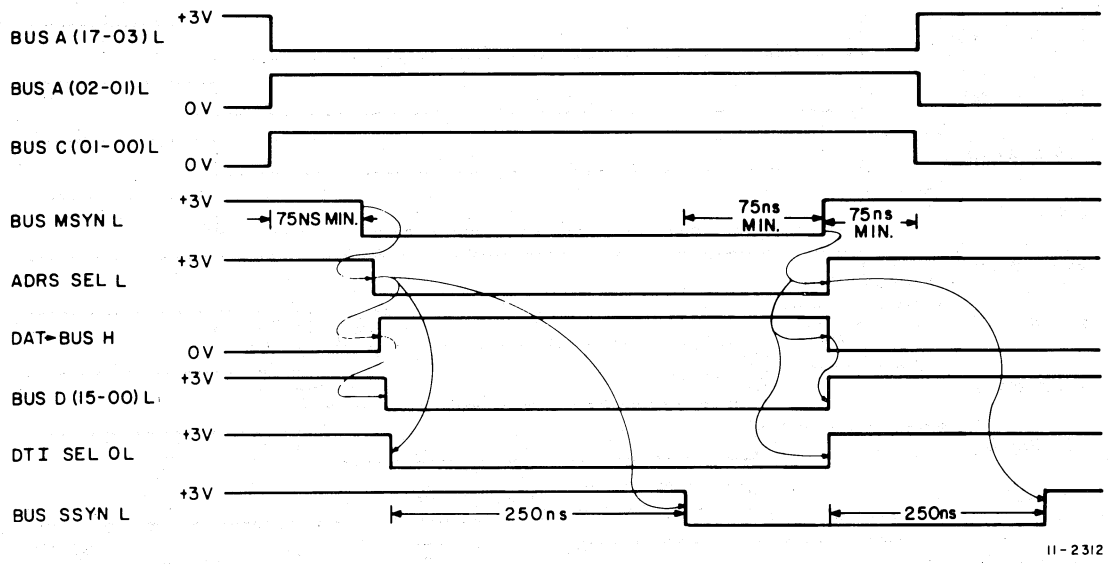 +3V
BUS A (17-03) L
BUS A (02-01) L
0V
BUS C (01-00) L
0V
+3V
BUS MSYN L
75NS MIN.
75ns
MIN.
75ns
MIN.
+3V
ADRS SEL L
DAT►BUS H
0V
+3V
BUS D (15-00) L
+3V
DTI SEL 0L
+3V
BUS SSYN L
250ns
250ns
11-2312